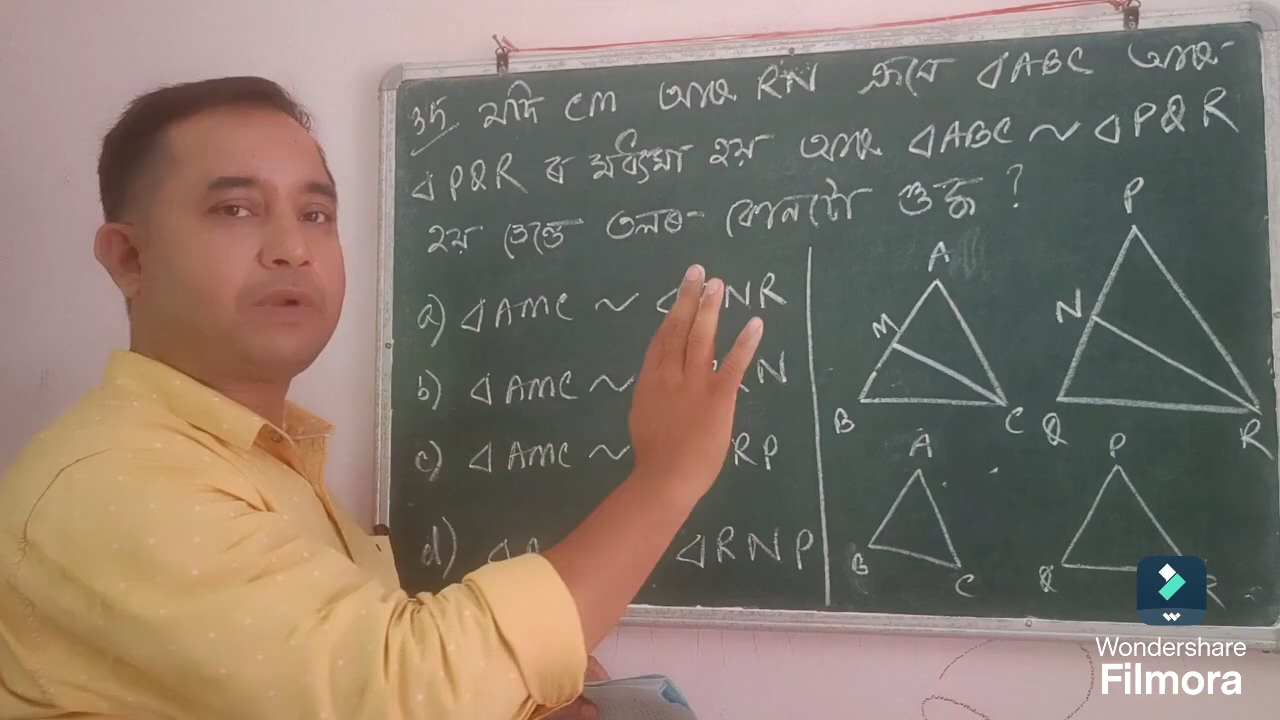 ৩৮ যদি CM আৰু RN ক্ৰমে ∆ABC আৰু
∆PQR ৰ মধ্যমা হয় আৰু ∆ABC ~ ∆PQR
হয় তেন্তে তলৰ কোনটো শুদ্ধ ?
a) ∆AMC ~ NR
b) ∆AMC ~ RN
c) ∆AMC ~ RP
d) ∆RNP
A
M
B
C
P
N
Q
R
A
B
C
P
Q
R
Wondershare
Filmora